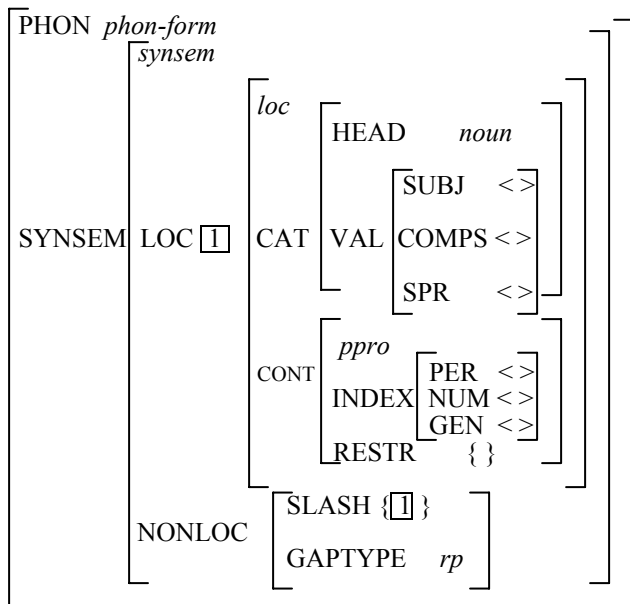 PHON phon-form
synsem
loc
HEAD noun
SUBJ < >
SYNSEM LOC 1 CAT VAL COMPS < >
SPR < >
ppro
CONT
PER < >
INDEX NUM < >
GEN < >
RESTR { }
SLASH { 1 }
NONLOC
GAPTYPE rp